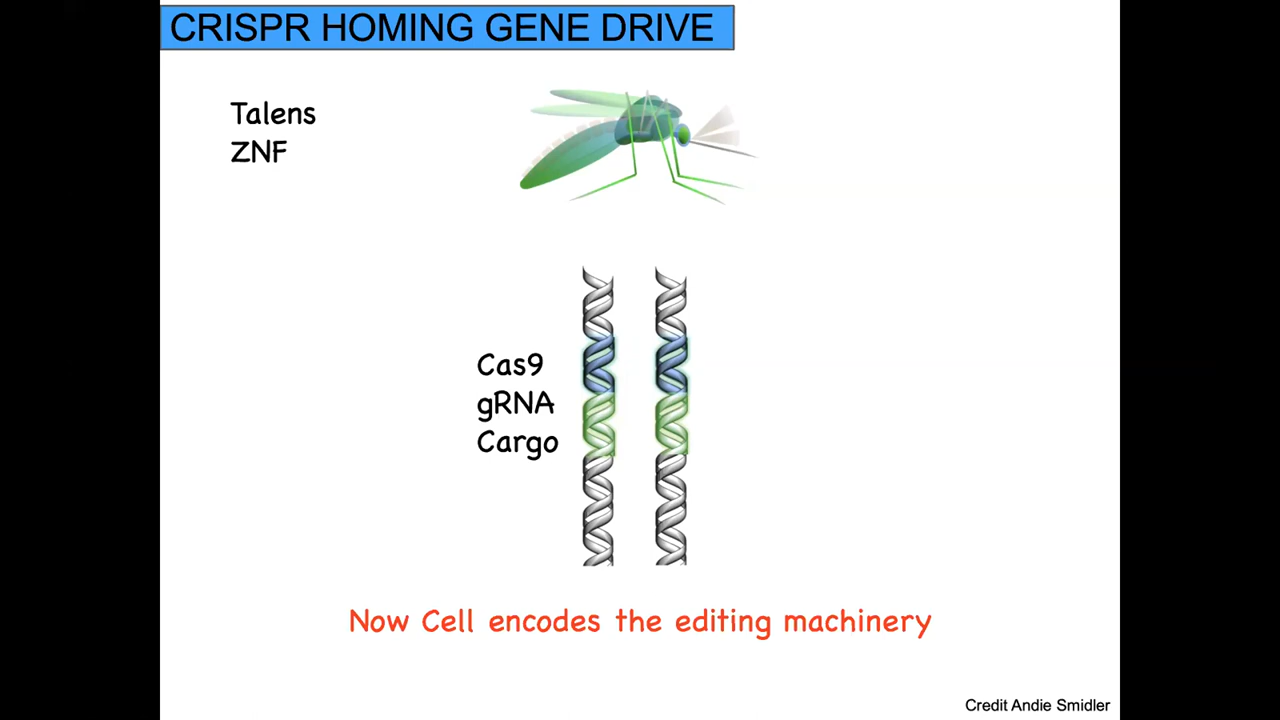 CRISPR HOMING GENE DRIVE
Talens
ZNF
Cas9
gRNA
Cargo
Now Cell encodes the editing machinery
Credit Andie Smidler